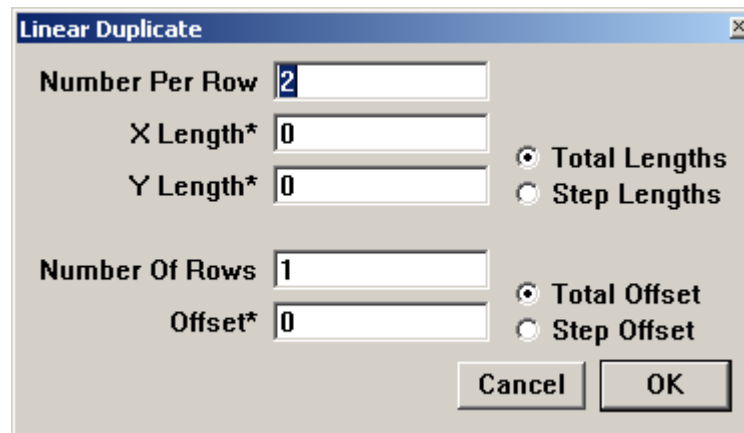 Linear Duplicate
Number Per Row 2
X Length* 0
Y Length* 0
Total Lengths
Step Lengths
Number Of Rows 1
Offset* 0
Total Offset
Step Offset
Cancel OK